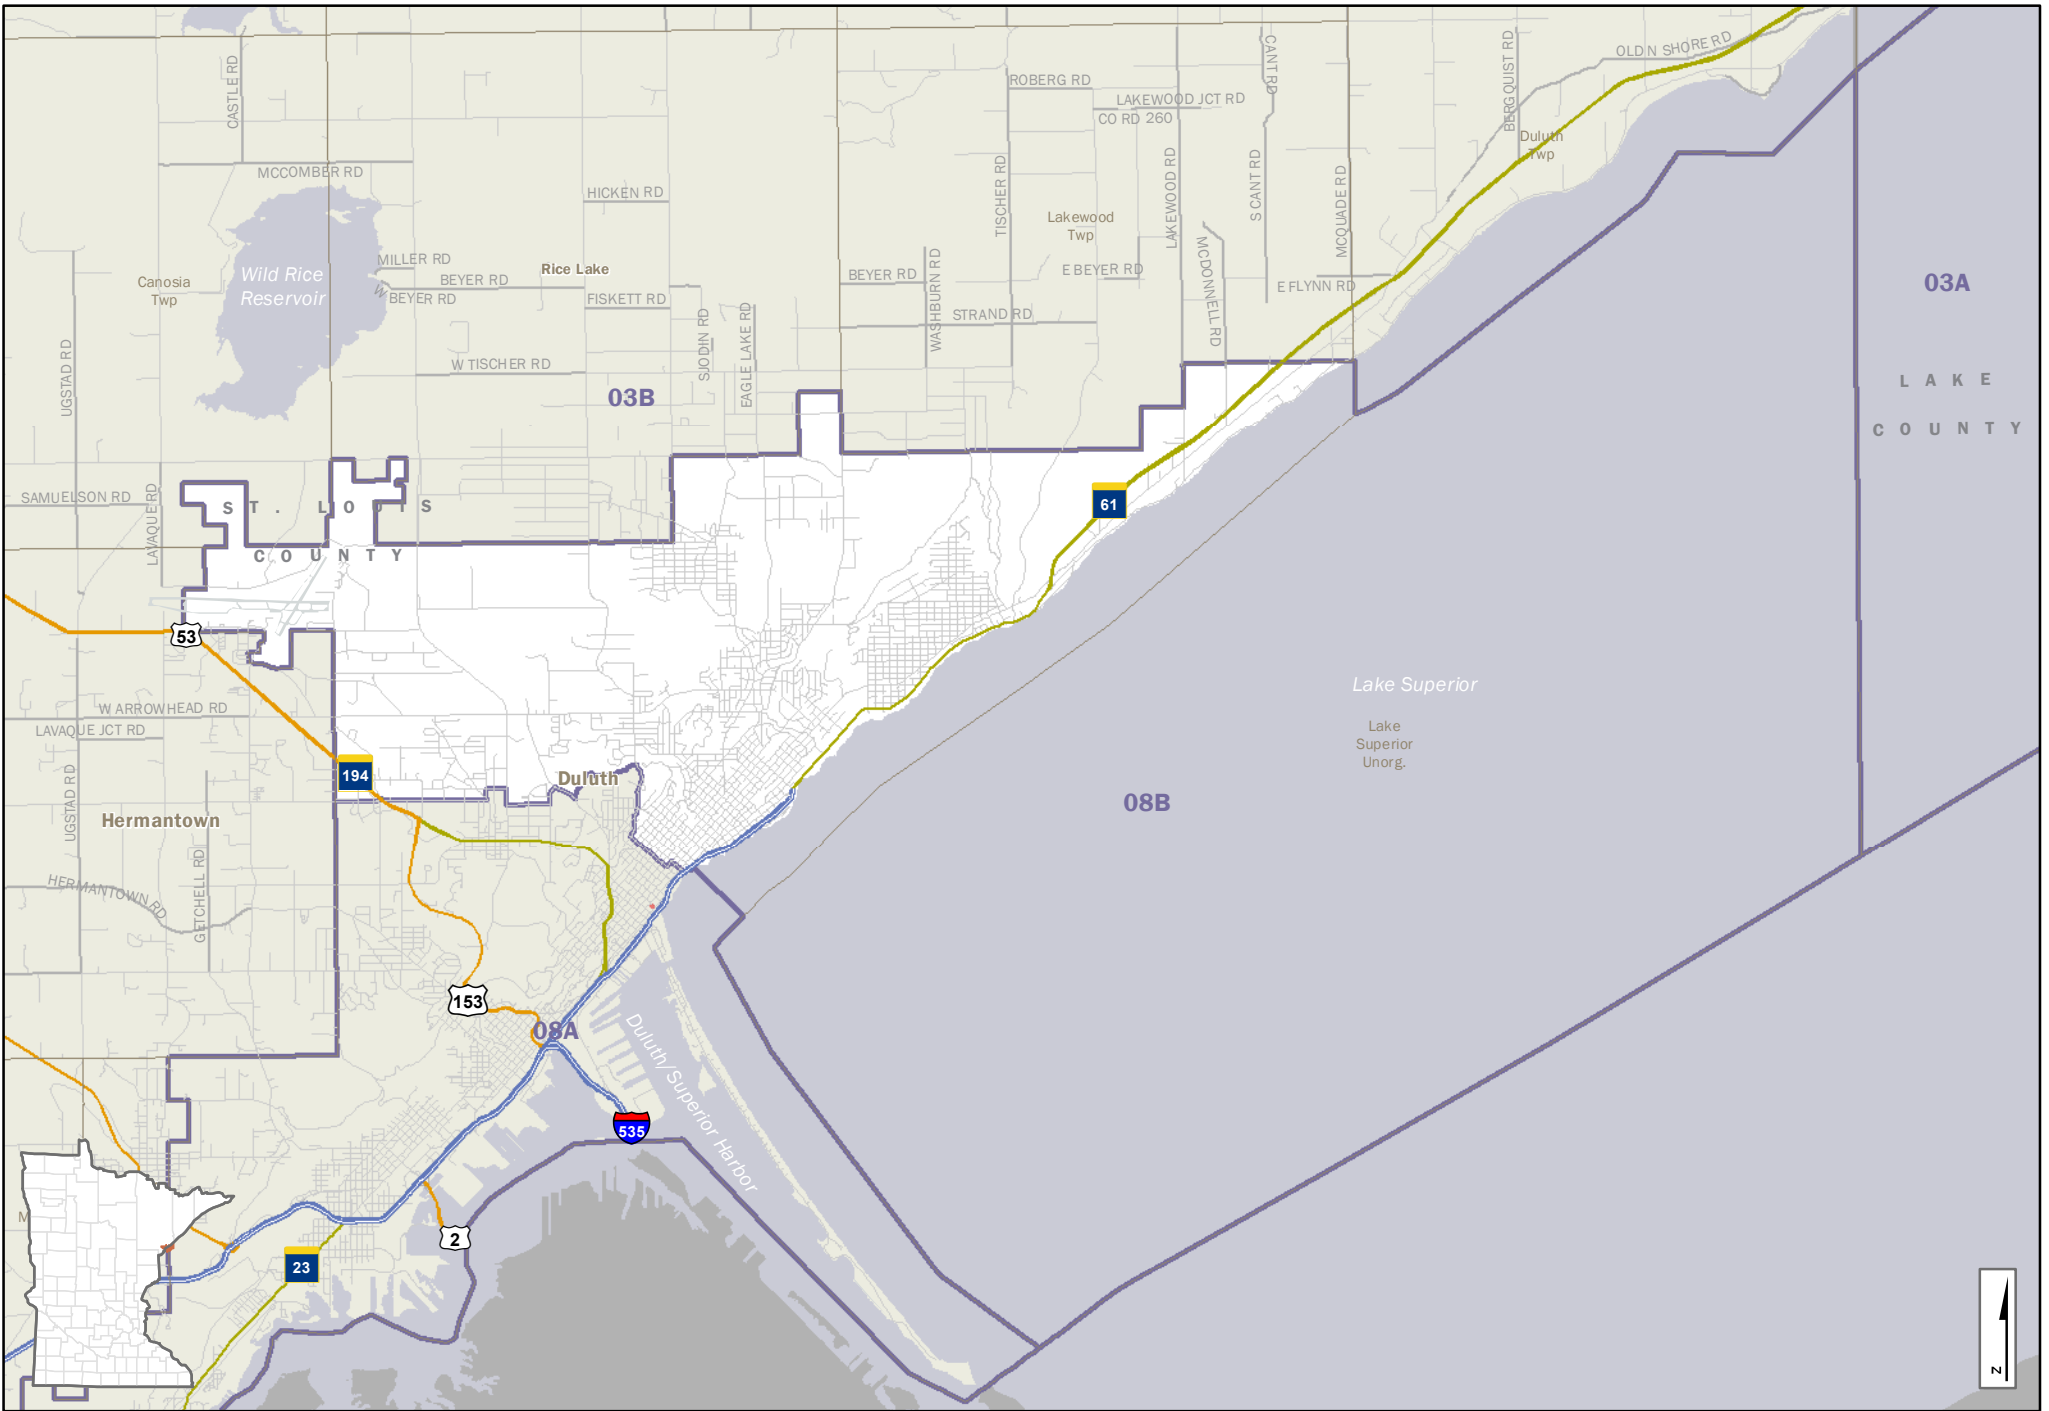 OLD N SHORE RD
CASTLE RD
CANT RD
BERGQUIST RD
ROBERG RD
LAKEWOOD JCT RD
CO RD 260
Duluth
Twp
MCCOMBER RD
HICKEN RD
TISCHER RD
LAKEWOOD RD
S CANT RD
MCQUADE RD
Lakewood
Twp
Canosia
Twp
Wild Rice
Reservoir
MILLER RD
BEYER RD
W BEYER RD
Rice Lake
FISKETT RD
BEYER RD
WASHBURN RD
E BEYER RD
MCDONNELL RD
E FLYNN RD
STRAND RD
03A
UGSTAD RD
W TISCHER RD
SJODIN RD
EAGLE LAKE RD
03B
LAKE
COUNTY
SAMUELSON RD
LAVAQUE RD
ST. LOUIS
COUNTY
61
53
W ARROWHEAD RD
LAVAQUE JCT RD
Lake Superior
Lake
Superior
Unorg.
UGSTAD RD
194
Duluth
08B
Hermantown
HERMANTOWN RD
GETCHELL RD
153
08A
Duluth/Superior Harbor
535
M
2
23
N